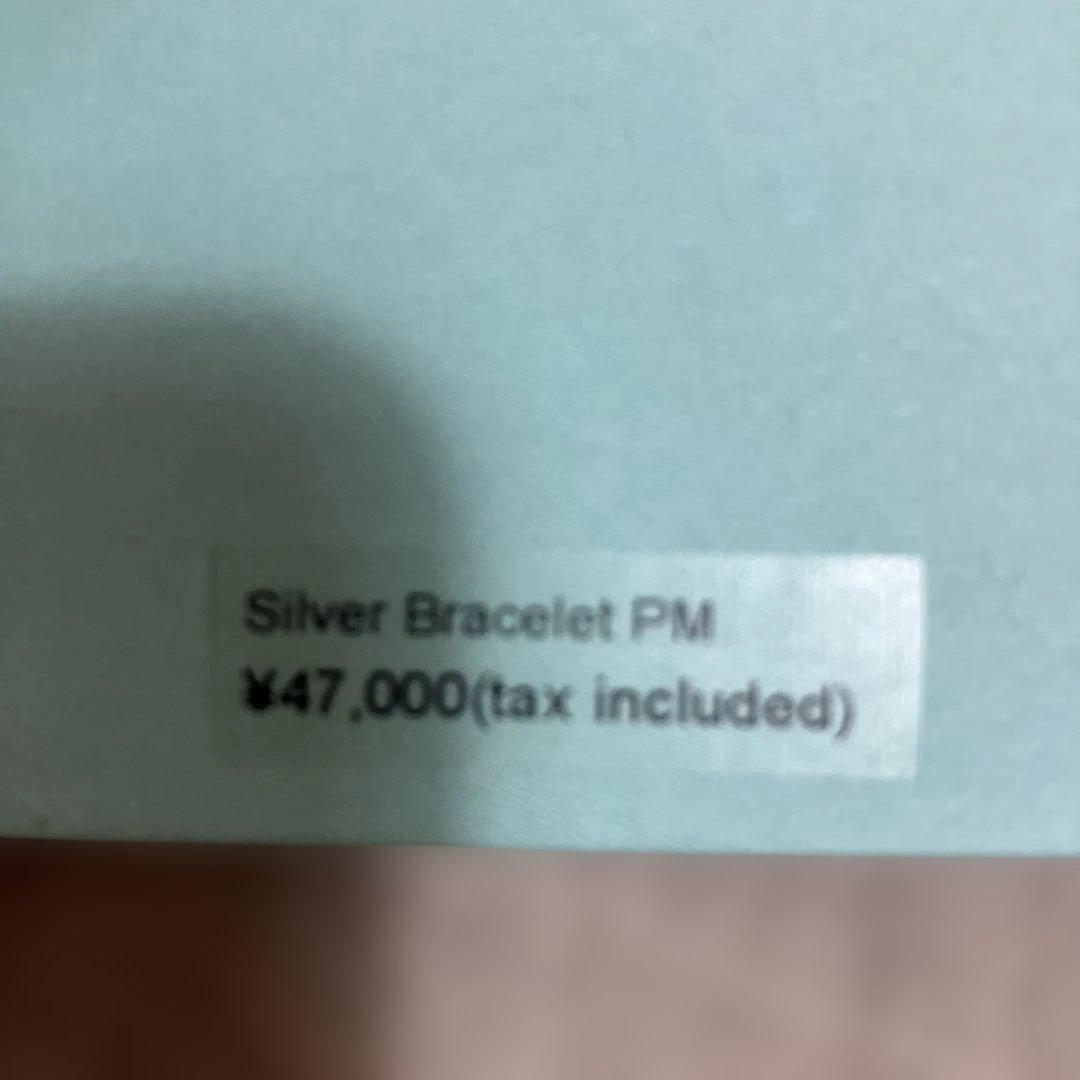 Silver Bracelet PM
¥47,000(tax included)